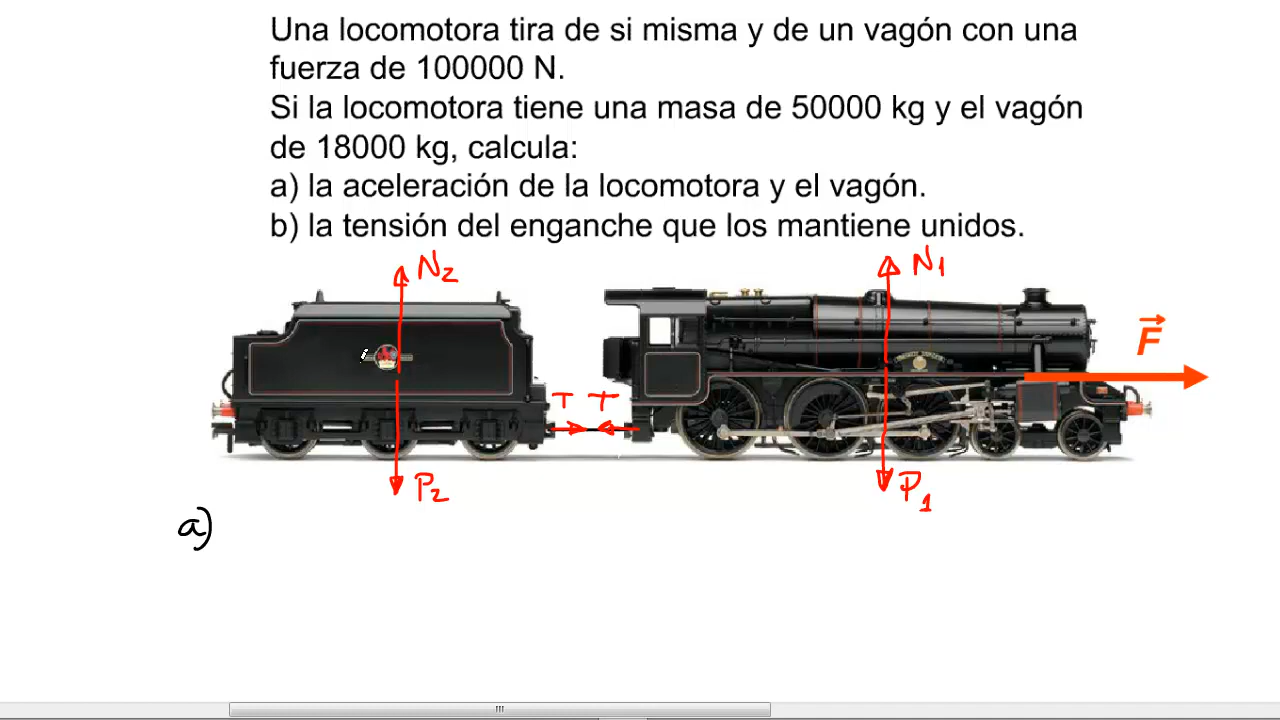 Una locomotora tira de si misma y de un vagón con una
fuerza de 100000 N.
Si la locomotora tiene una masa de 50000 kg y el vagón
de 18000 kg, calcula:
a) la aceleración de la locomotora y el vagón.
b) la tensión del enganche que los mantiene unidos.
N2 N1
F
T T
P2 P1
a)